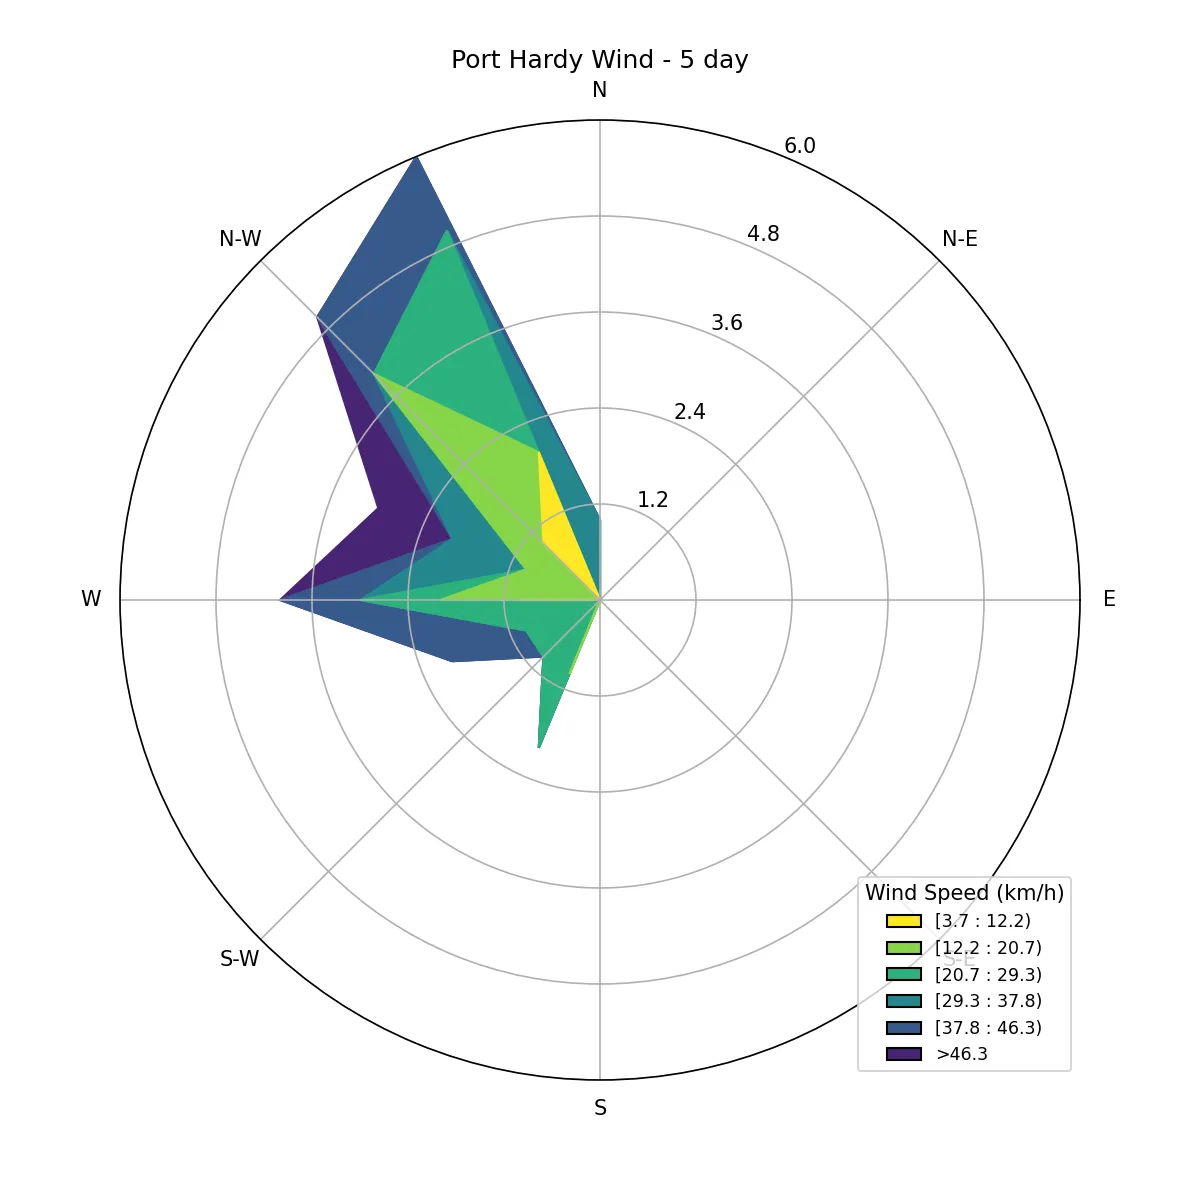 Port Hardy Wind - 5 day
N
6.0
N-W
4.8
N-E
3.6
2.4
1.2
W
E
S-W
S-E
S
Wind Speed (km/h)
[3.7 : 12.2)
[12.2 : 20.7)
[20.7 : 29.3)
[29.3 : 37.8)
[37.8 : 46.3)
>46.3